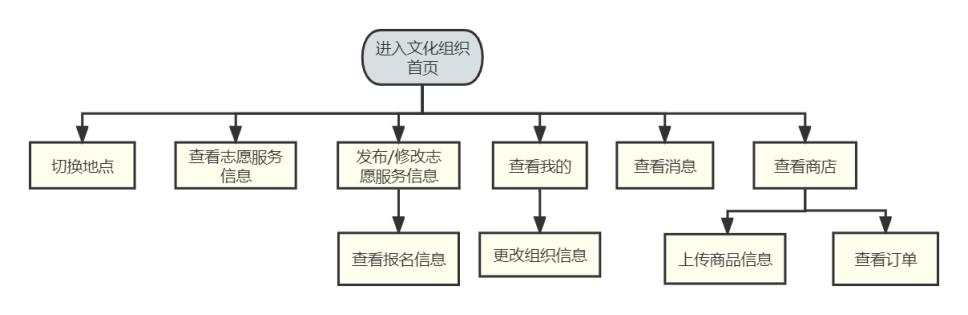 进入文化组织
首页
切换地点
查看志愿服务
信息
发布/修改志
愿服务信息
查看我的
查看消息
查看商店
查看报名信息
更改组织信息
上传商品信息
查看订单